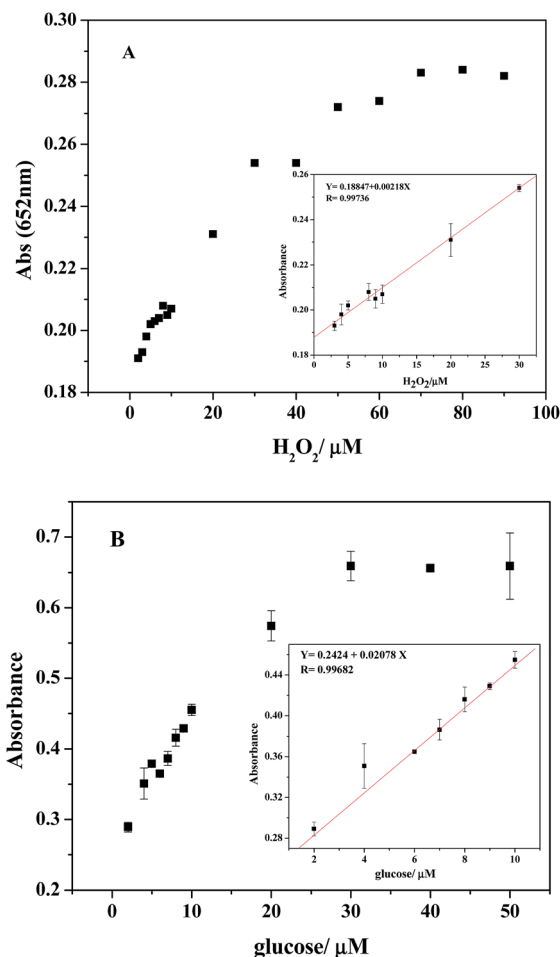 A
0.30
0.28
0.26
0.24
0.22
0.20
0.18
Abs (652nm)
0 20 40 60 80 100
H₂O₂/ μM
Y= 0.18847+0.00218X
R= 0.99736
0.26
0.24
0.22
0.20
0.18
Absorbance
0 5 10 15 20 25 30
H₂O₂/μM
B
0.7
0.6
0.5
0.4
0.3
0.2
Absorbance
0 10 20 30 40 50
glucose/ μM
Y= 0.2424 + 0.02078 X
R= 0.99682
0.44
0.40
0.36
0.32
0.28
Absorbance
2 4 6 8 10
glucose/ μM